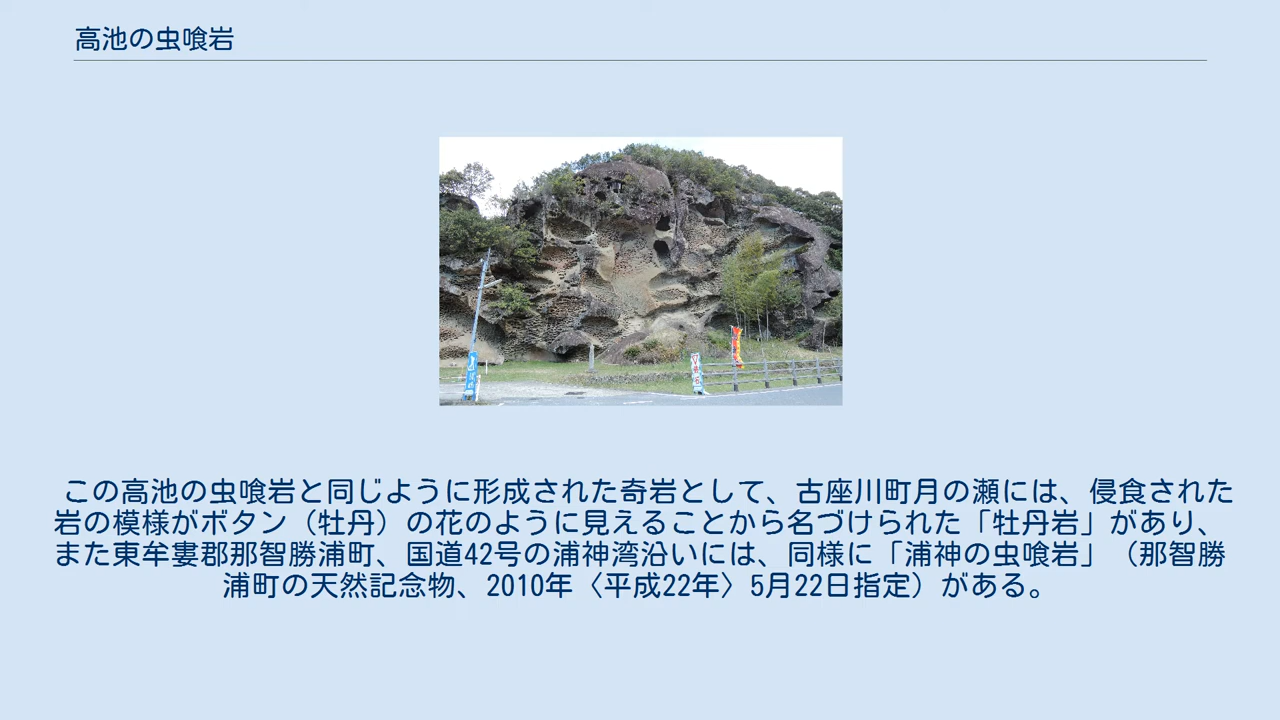 高池の虫喰岩
この高池の虫喰岩と同じように形成された奇岩として、古座川町月の瀬には、侵食された
岩の模様がボタン（牡丹）の花のように見えることから名づけられた「牡丹岩」があり、
また東牟婁郡那智勝浦町、国道42号の浦神湾沿いには、同様に「浦神の虫喰岩」（那智勝
浦町の天然記念物、2010年〈平成22年〉5月22日指定）がある。